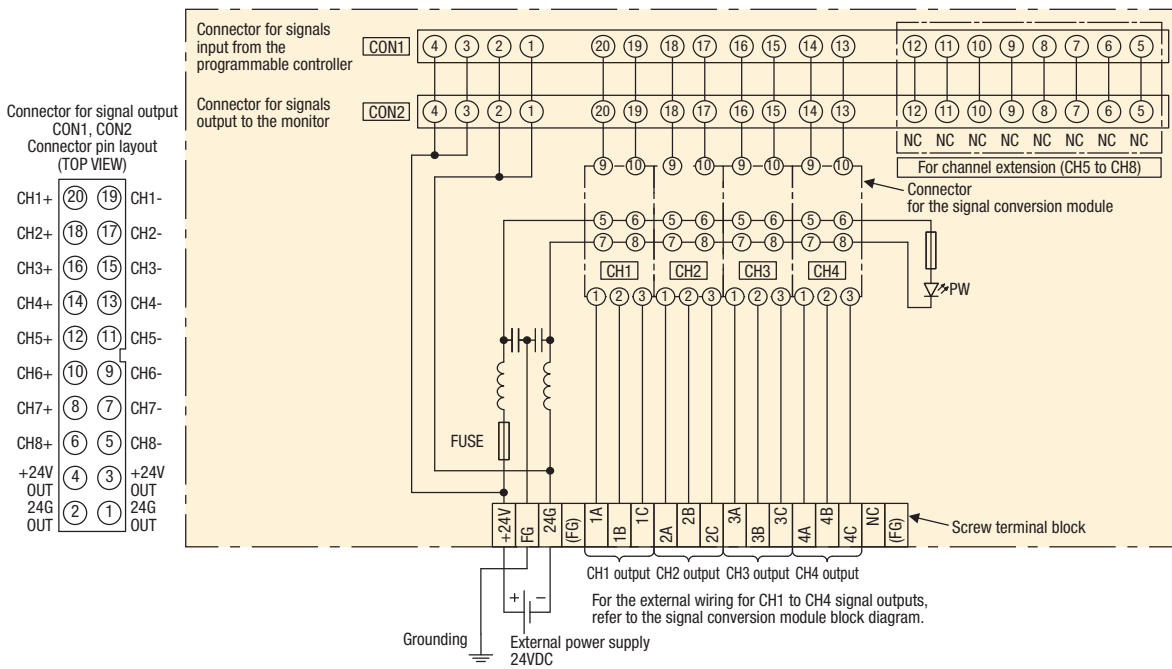 Connector for signals
input from the
programmable controller
CON1
4 3 2 1 20 19 18 17 16 15 14 13 12 11 10 9 8 7 6 5
Connector for signals
output to the monitor
CON2
4 3 2 1 20 19 18 17 16 15 14 13 12 11 10 9 8 7 6 5
NC NC NC NC NC NC NC NC
For channel extension (CH5 to CH8)
9 10 9 10 9 10 9 10
Connector
for the signal conversion module
5 6 5 6 5 6 5 6
7 8 7 8 7 8 7 8
CH1 CH2 CH3 CH4
PW
1 2 3 1 2 3 1 2 3 1 2 3
FUSE
Connector for signal output
CON1, CON2
Connector pin layout
(TOP VIEW)
CH1+ 20 19 CH1-
CH2+ 18 17 CH2-
CH3+ 16 15 CH3-
CH4+ 14 13 CH4-
CH5+ 12 11 CH5-
CH6+ 10 9 CH6-
CH7+ 8 7 CH7-
CH8+ 6 5 CH8-
+24V OUT 4 3 +24V OUT
24G OUT 2 1 24G OUT
+24V FG 24G (FG) 1A 1B 1C 2A 2B 2C 3A 3B 3C 4A 4B 4C NC (FG)
Screw terminal block
CH1 output CH2 output CH3 output CH4 output
For the external wiring for CH1 to CH4 signal outputs,
refer to the signal conversion module block diagram.
+ −
Grounding
External power supply
24VDC